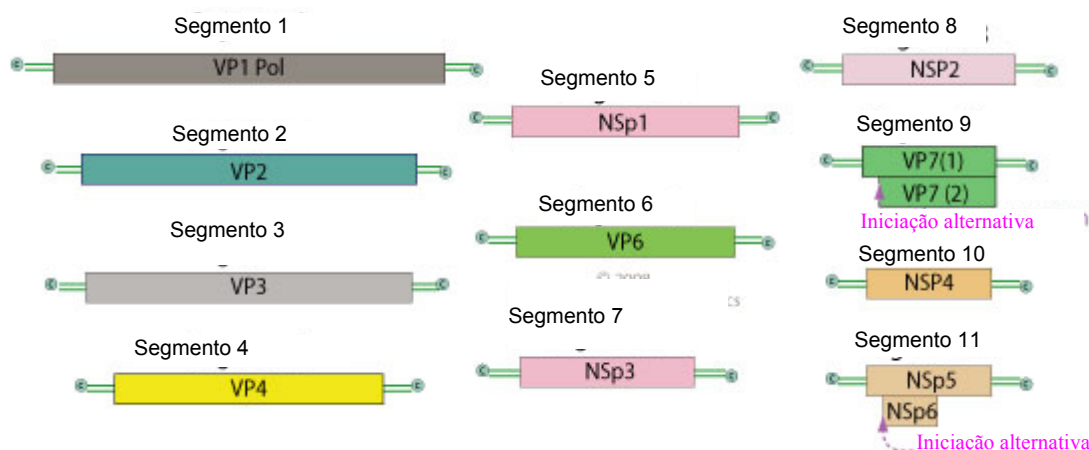 Segmento 1
VP1 Pol
Segmento 2
VP2
Segmento 3
VP3
Segmento 4
VP4
Segmento 5
NSp1
Segmento 6
VP6
© 2008
cs
Segmento 7
NSp3
Segmento 8
NSP2
Segmento 9
VP7(1)
VP7 (2)
Iniciação alternativa
Segmento 10
NSP4
Segmento 11
NSp5
NSp6
Iniciação alternativa